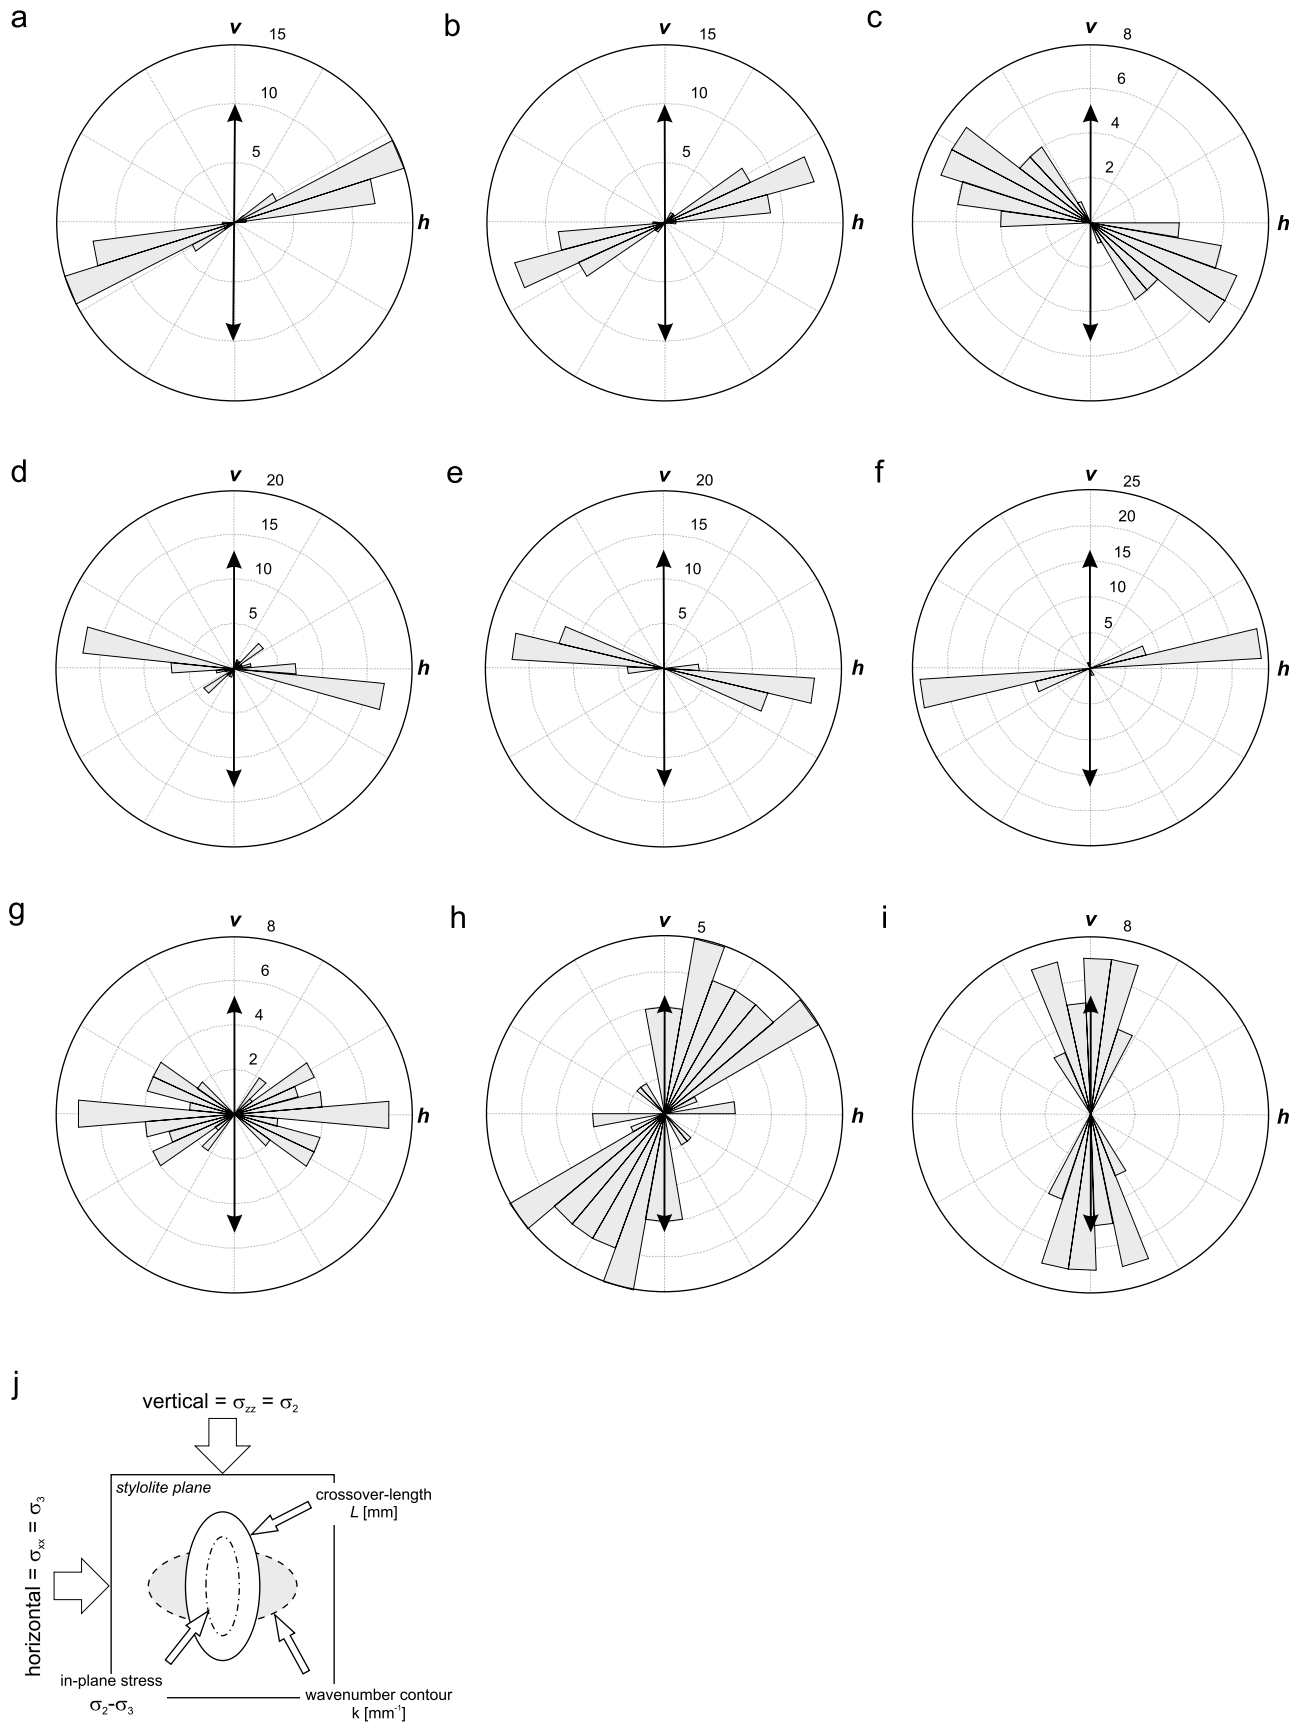 a
v
15
10
5
h
b
v
15
10
5
h
c
v
8
6
4
2
h
d
v
20
15
10
5
h
e
v
20
15
10
5
h
f
v
25
20
15
10
5
h
g
v
8
6
4
2
h
h
v
5
h
i
v
8
h
j
vertical = σzz = σ2
horizontal = σxx = σ3
stylolite plane
crossover-length
L [mm]
in-plane stress
σ2-σ3
wavenumber contour
k [mm-1]